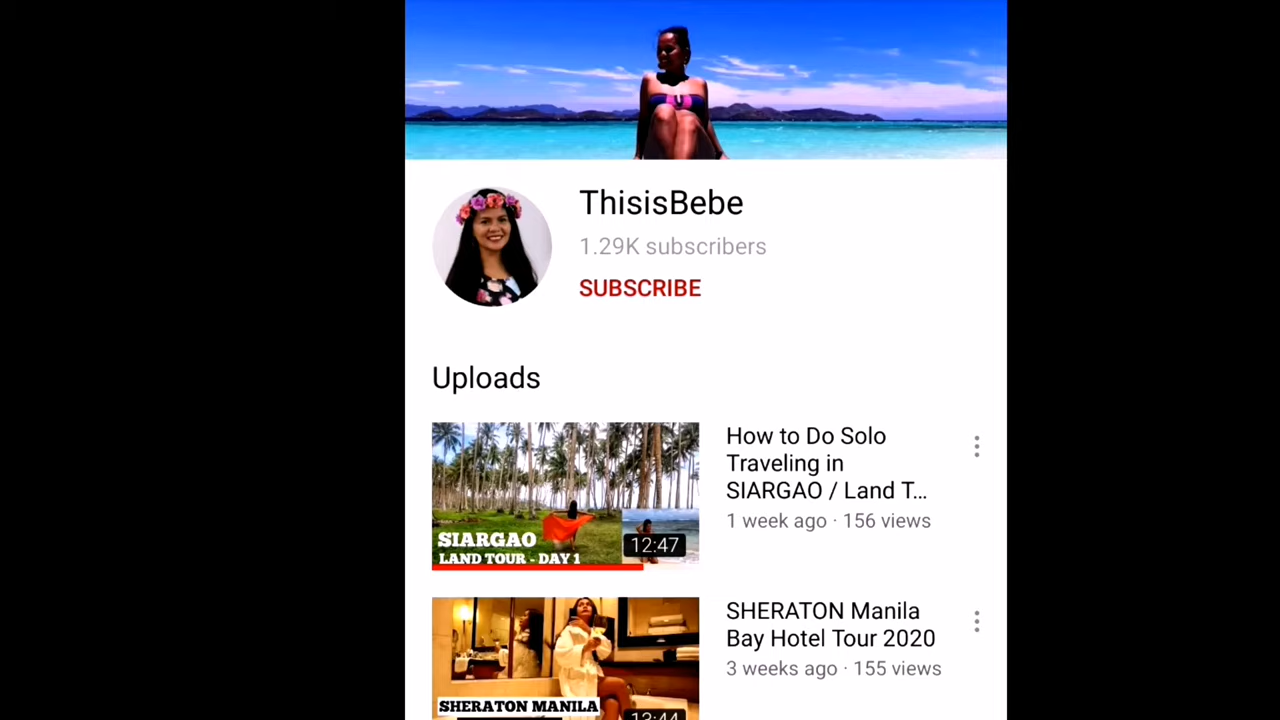 ThisisBebe
1.29K subscribers
SUBSCRIBE
Uploads
SIARGAO
LAND TOUR - DAY 1
12:47
How to Do Solo
Traveling in
SIARGAO / Land T...
1 week ago · 156 views
SHERATON MANILA
13:44
SHERATON Manila
Bay Hotel Tour 2020
3 weeks ago · 155 views